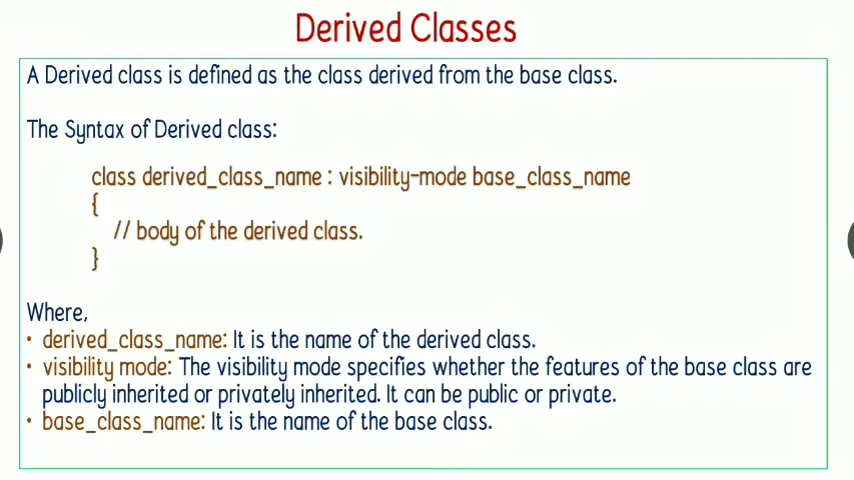 Derived Classes
A Derived class is defined as the class derived from the base class.
The Syntax of Derived class:
class derived_class_name : visibility-mode base_class_name
{
// body of the derived class.
}
Where,
• derived_class_name: It is the name of the derived class.
• visibility mode: The visibility mode specifies whether the features of the base class are
publicly inherited or privately inherited. It can be public or private.
• base_class_name: It is the name of the base class.